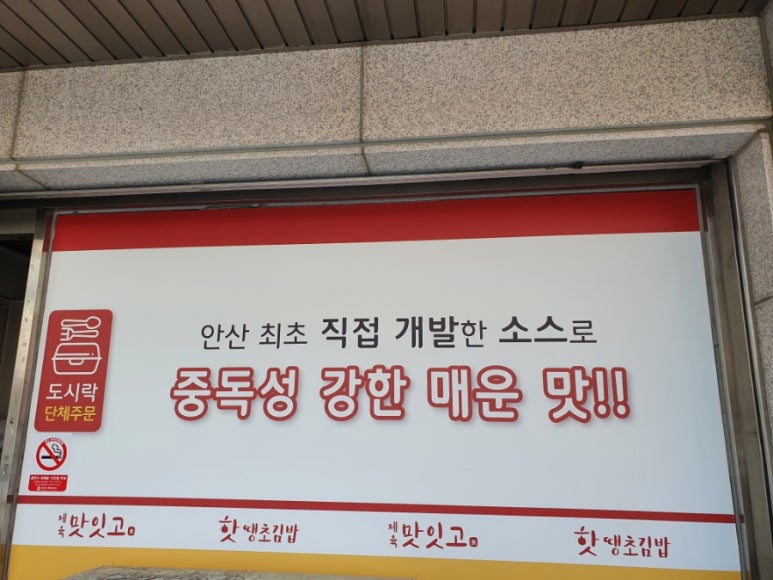 안산 최초 직접 개발한 소스로
중독성 강한 매운 맛!!
도시락
단체주문
제육 맛잇고 핫 땡초김밥 제육 맛잇고 핫 땡초김밥